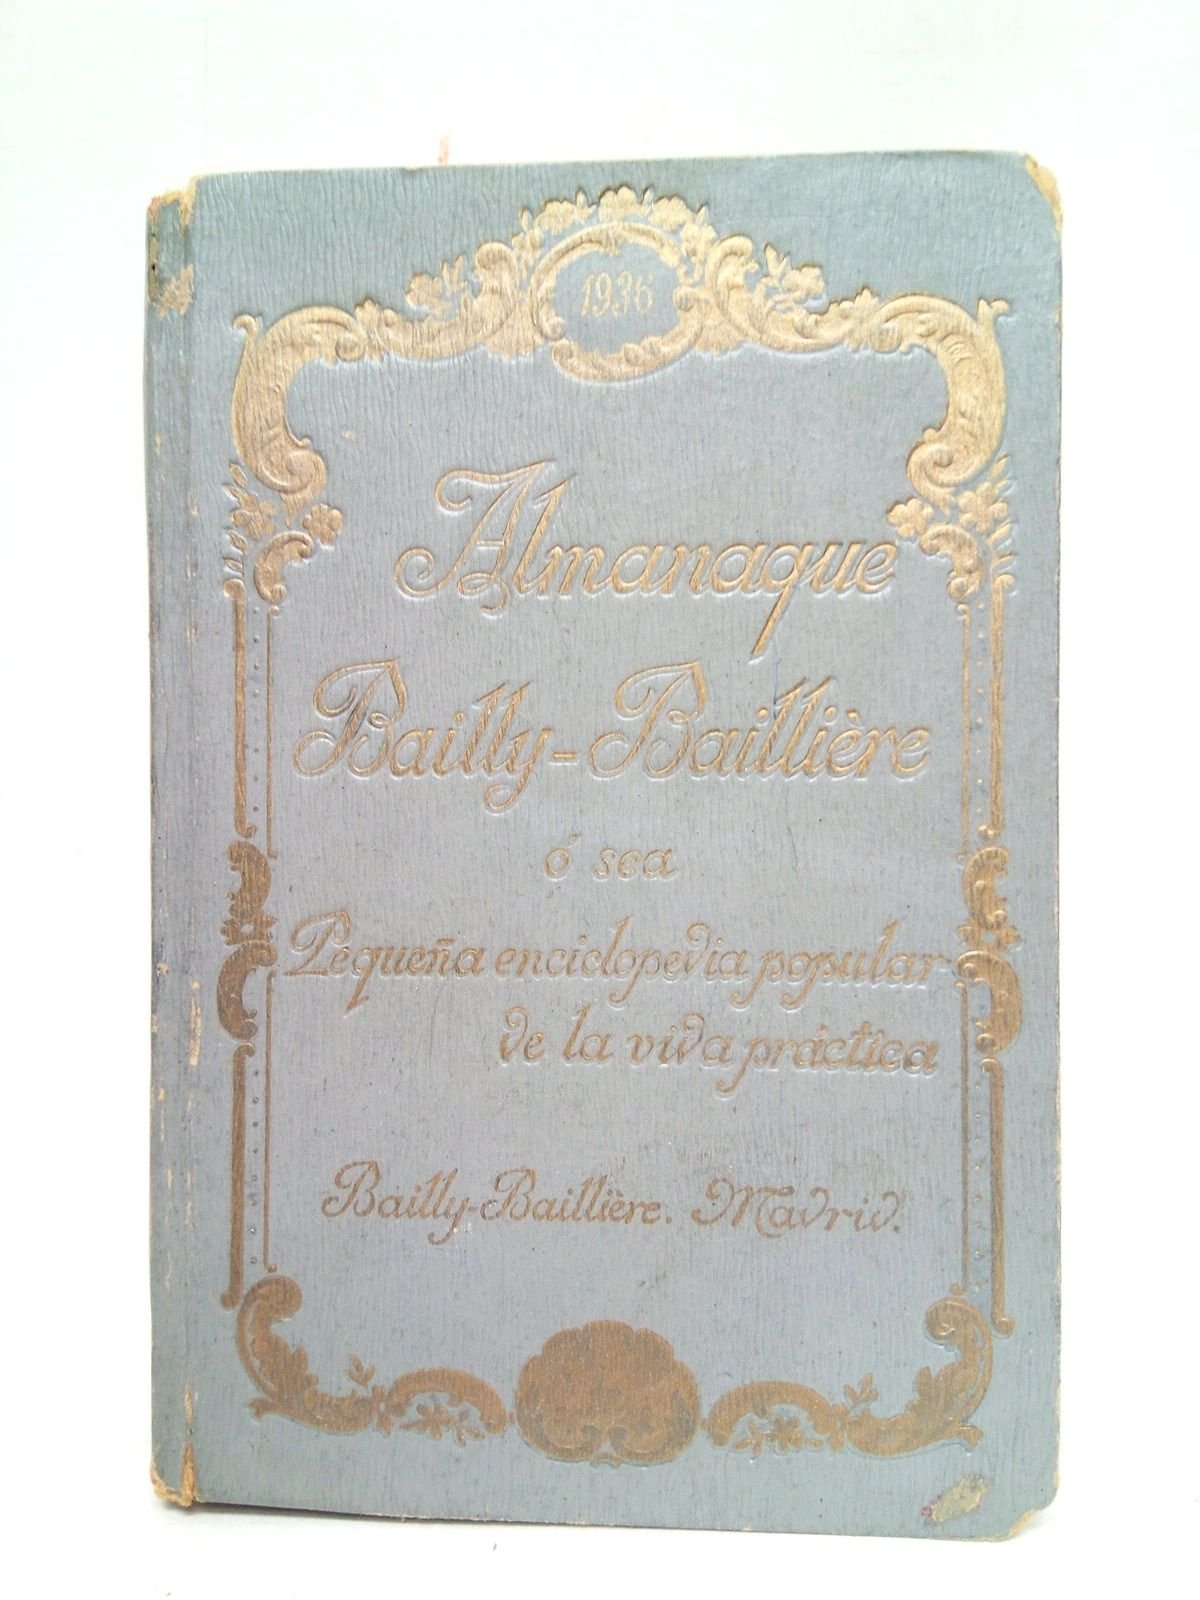 1936
Almanaque
Bailly-Baillière
ó sea
Pequeña enciclopedia popular
de la vida práctica
Bailly-Baillière. Madrid.